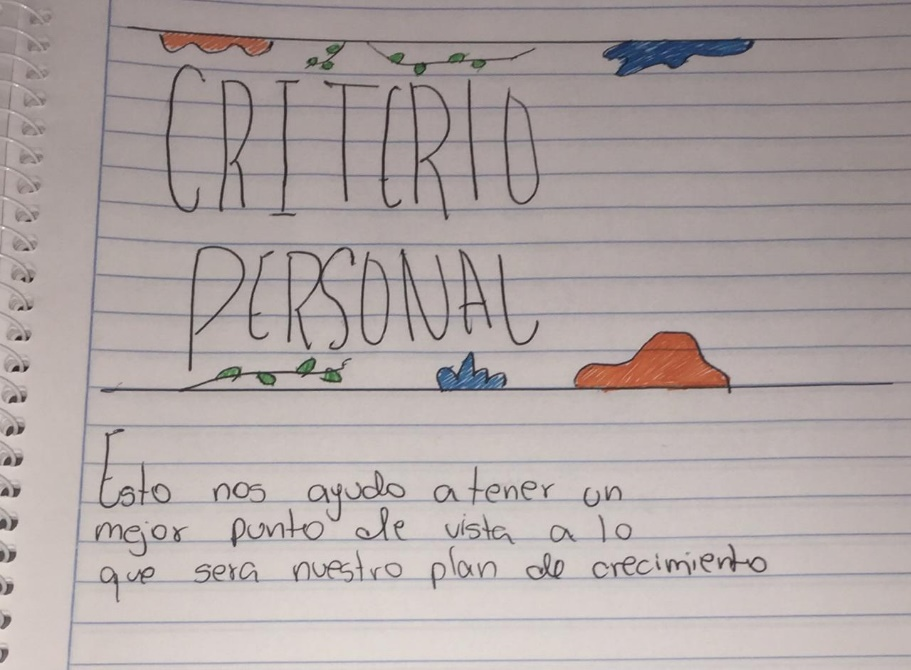 CRITERIO
PERSONAL
Esto nos ayudo a tener un
mejor punto de vista a lo
que sera nuestro plan de crecimiento